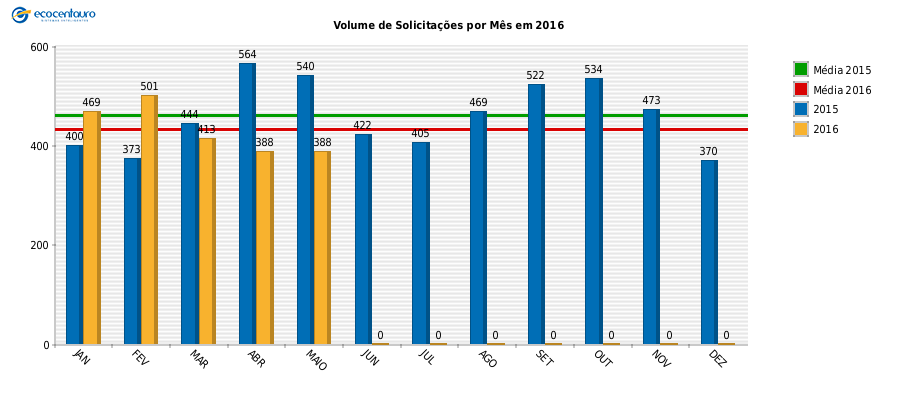 ecocentauro
Volume de Solicitações por Mês em 2016
600
400
200
0
400
469
373
501
444
413
564
388
540
388
422
0
405
0
469
0
522
0
534
0
473
0
370
0
JAN
FEV
MAR
ABR
MAIO
JUN
JUL
AGO
SET
OUT
NOV
DEZ
Média 2015
Média 2016
2015
2016